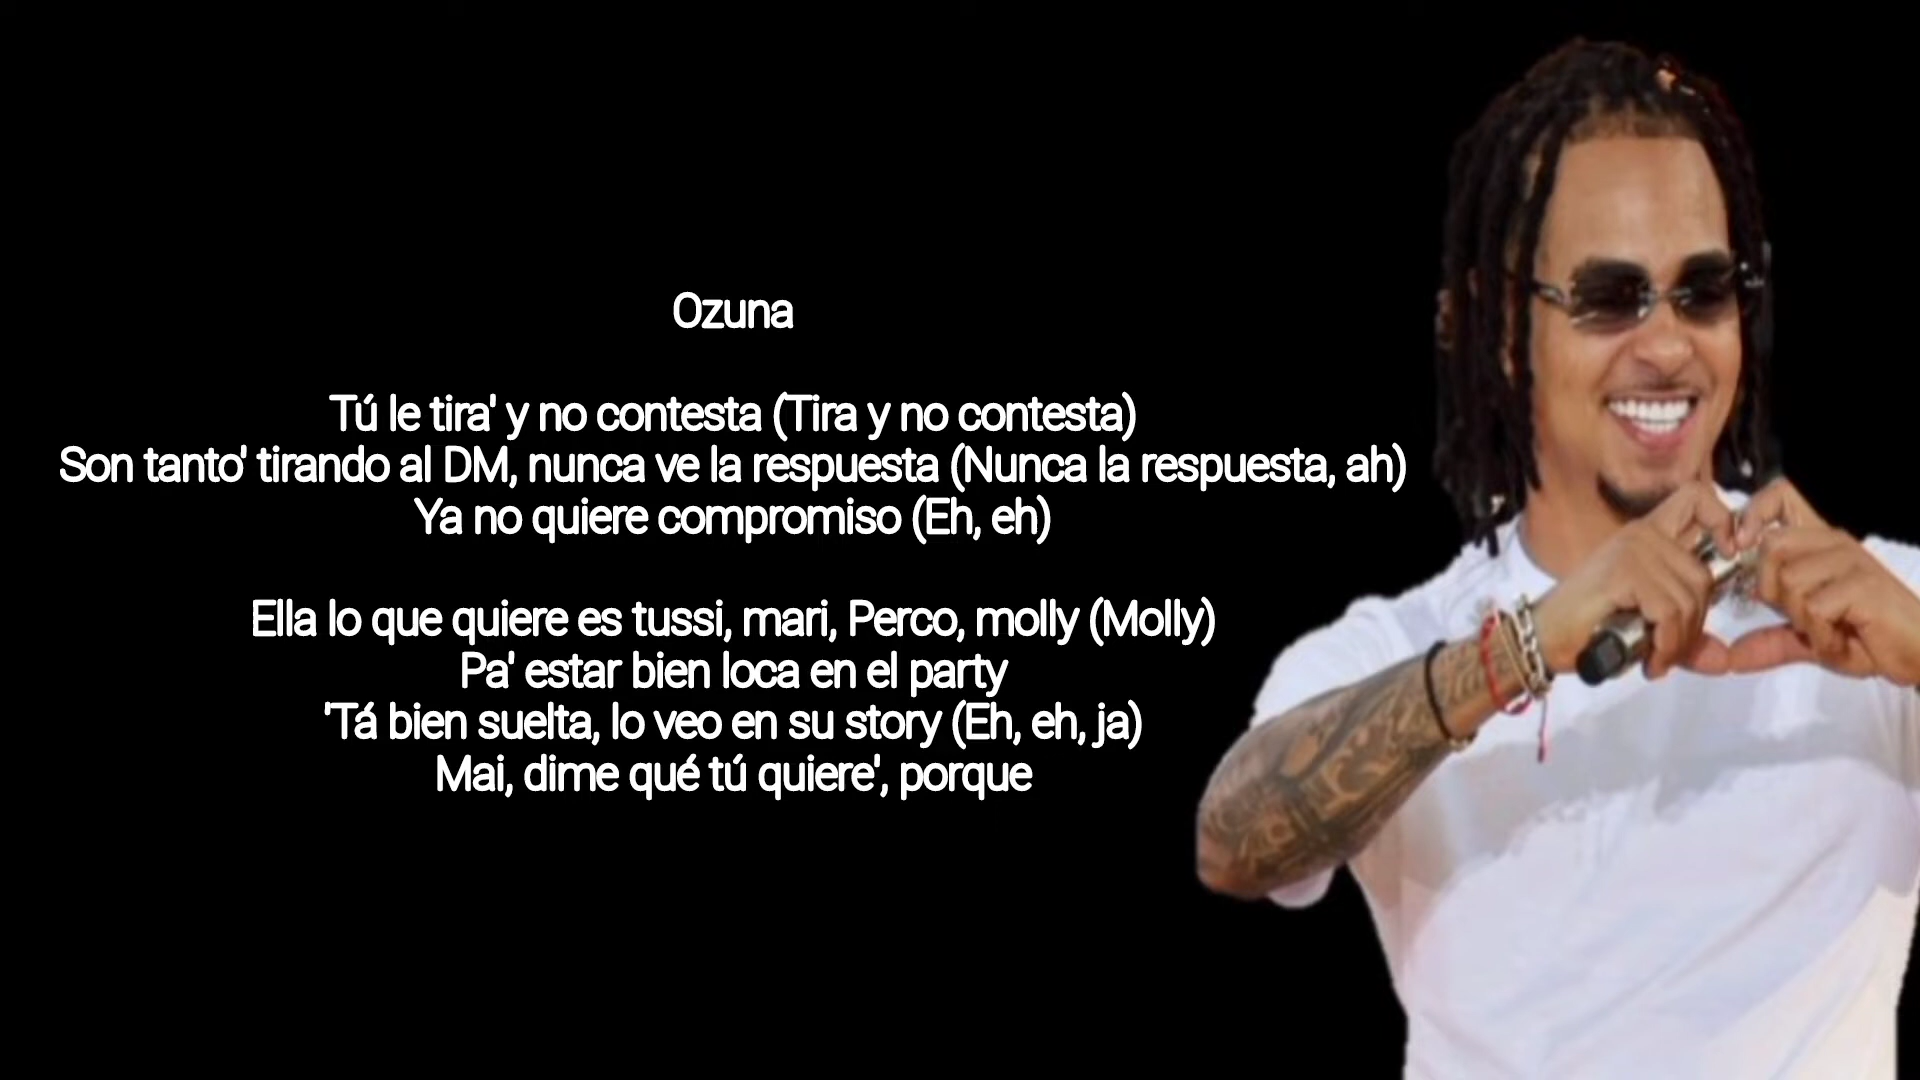 Ozuna
Tú le tira' y no contesta (Tira y no contesta)
Son tanto' tirando al DM, nunca ve la respuesta (Nunca la respuesta, ah)
Ya no quiere compromiso (Eh, eh)
Ella lo que quiere es tussi, mari, Perco, molly (Molly)
Pa' estar bien loca en el party
'Tá bien suelta, lo veo en su story (Eh, eh, ja)
Mai, dime qué tú quiere', porque